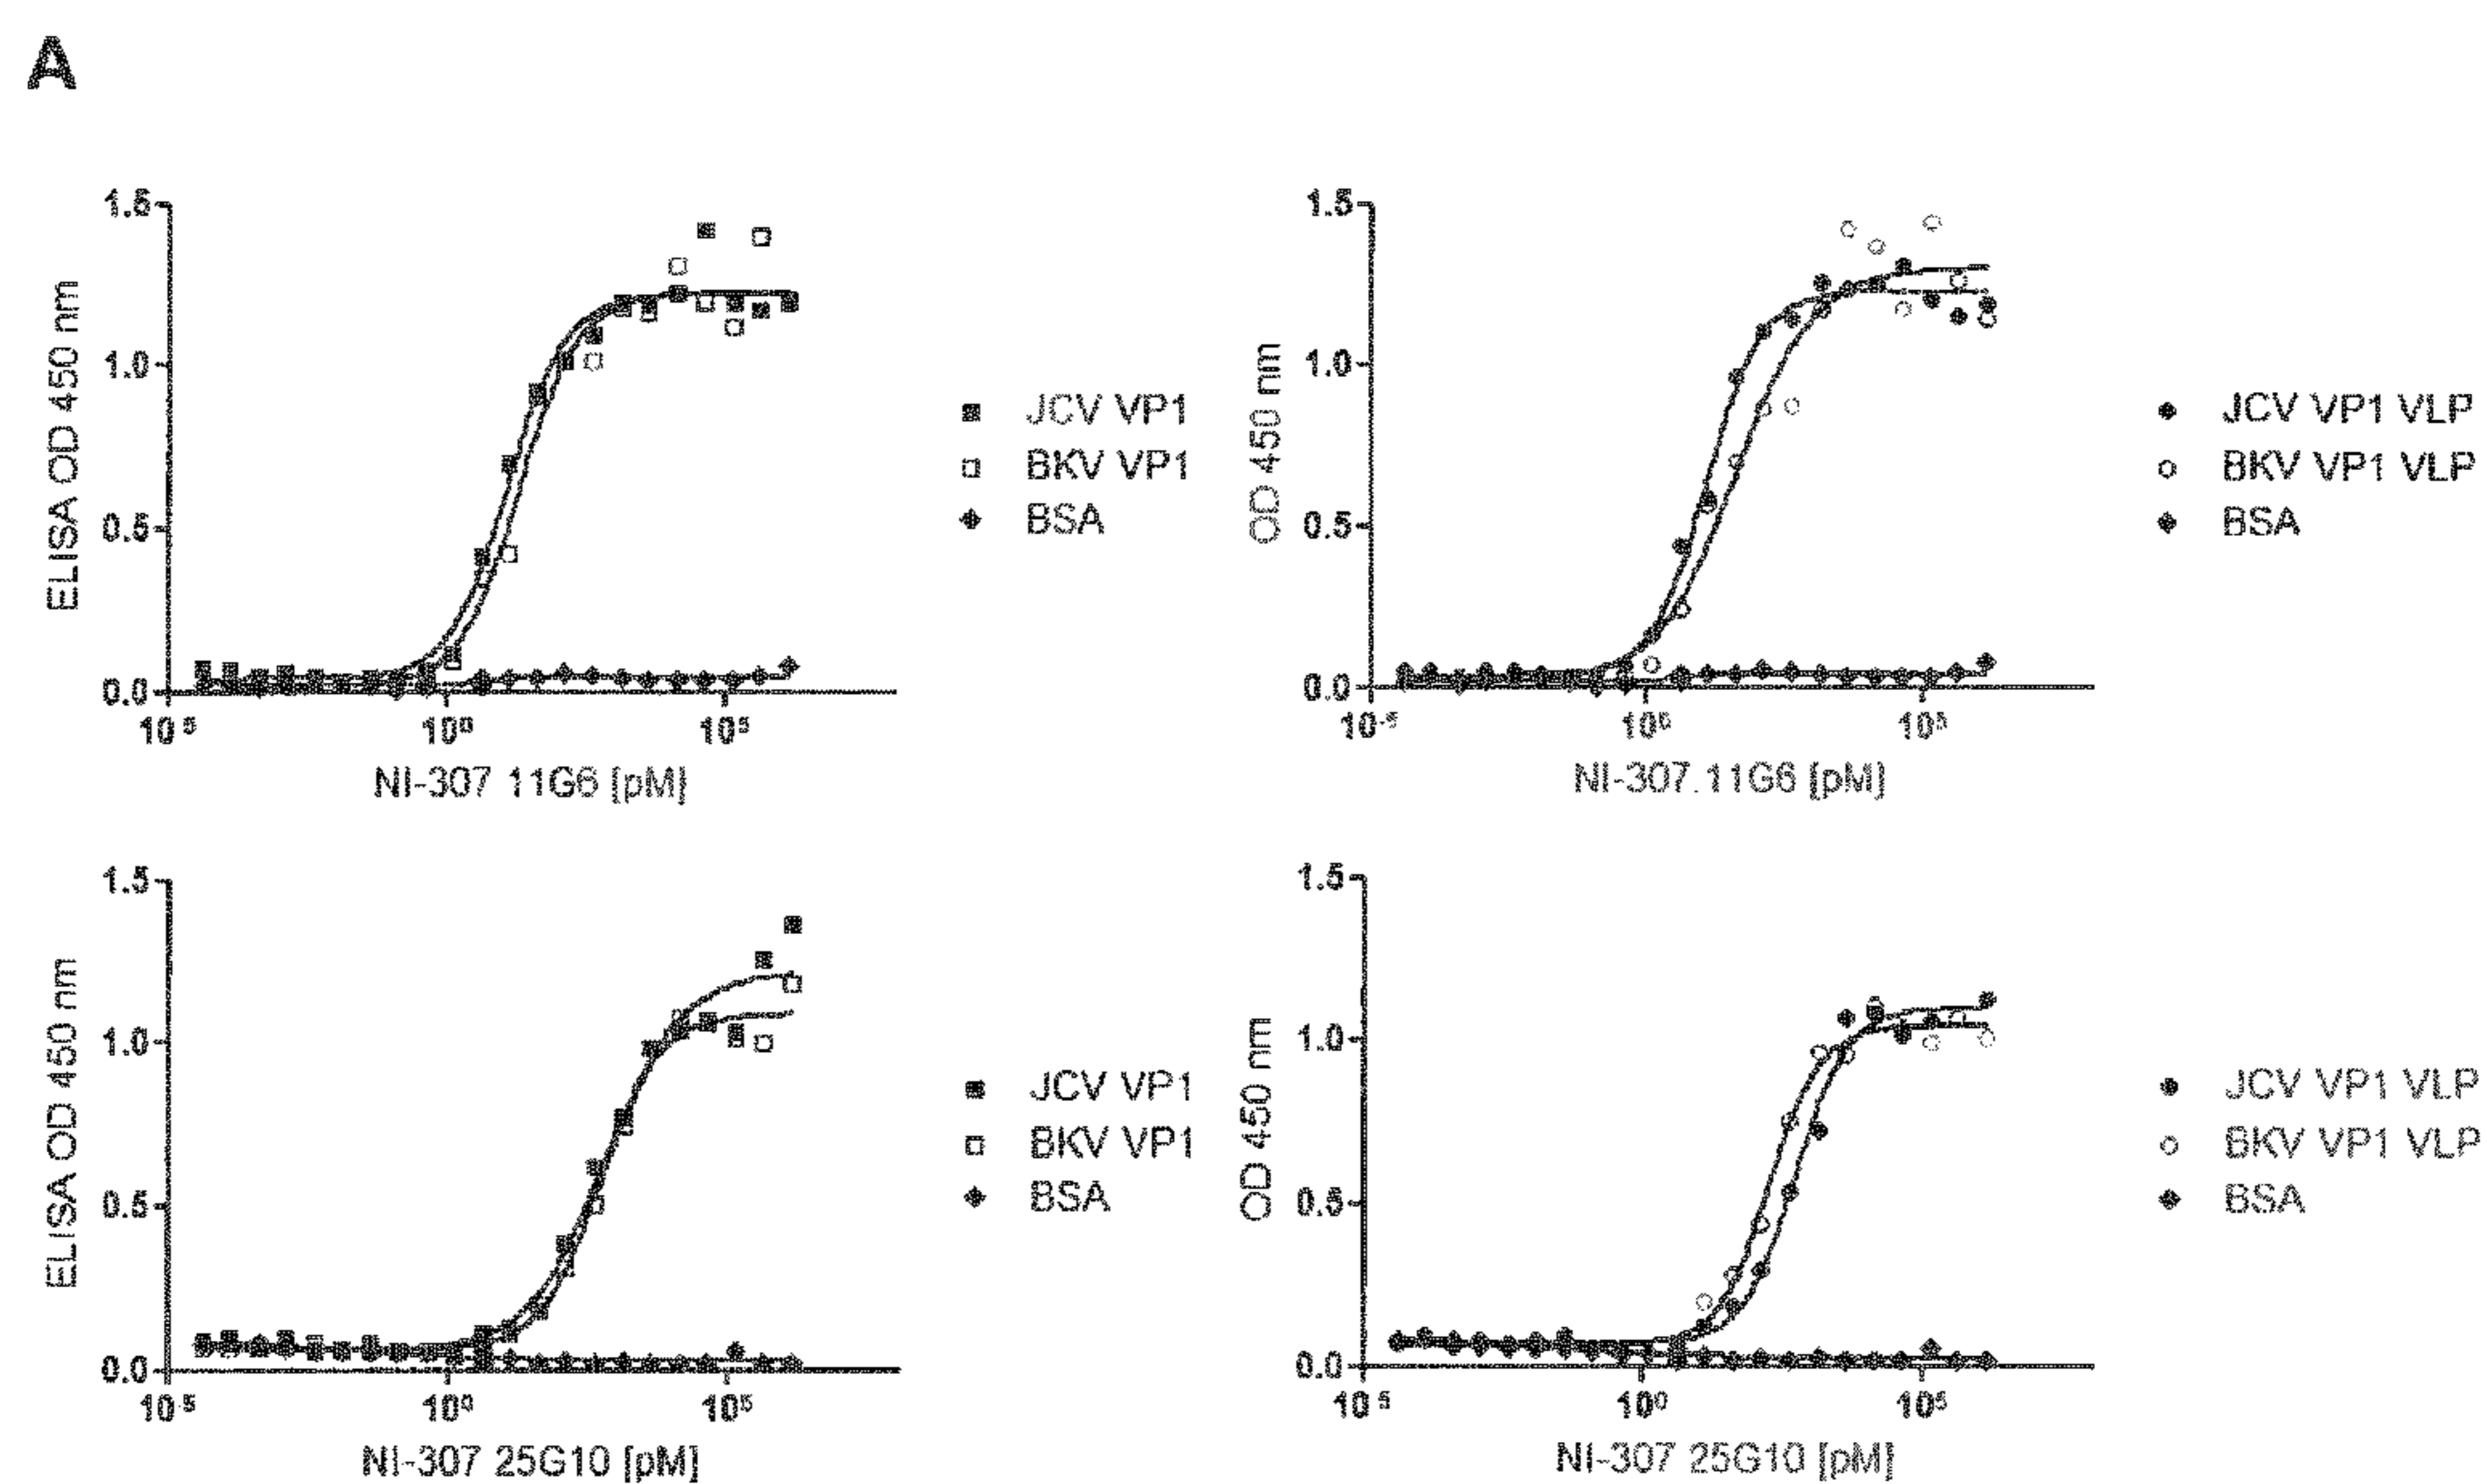 A
1.5
1.0
0.5
0.0
ELISA OD 450 nm
10⁻⁵
10⁰
10⁵
NI-307 11G6 [pM]
JCV VP1
BKV VP1
BSA
1.5
1.0
0.5
0.0
OD 450 nm
10⁻⁵
10⁰
10⁵
NI-307.11G6 [pM]
JCV VP1 VLP
BKV VP1 VLP
BSA
1.5
1.0
0.5
0.0
ELISA OD 450 nm
10⁻⁵
10⁰
10⁵
NI-307 25G10 [pM]
JCV VP1
BKV VP1
BSA
1.5
1.0
0.5
0.0
OD 450 nm
10⁻⁵
10⁰
10⁵
NI-307 25G10 [pM]
JCV VP1 VLP
BKV VP1 VLP
BSA